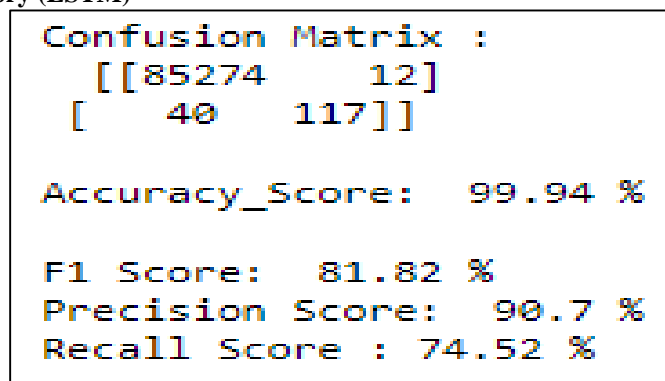 (LSTM)
Confusion Matrix :
[[85274 12]
[ 40 117]]
Accuracy_Score: 99.94 %
F1 Score: 81.82 %
Precision Score: 90.7 %
Recall Score : 74.52 %